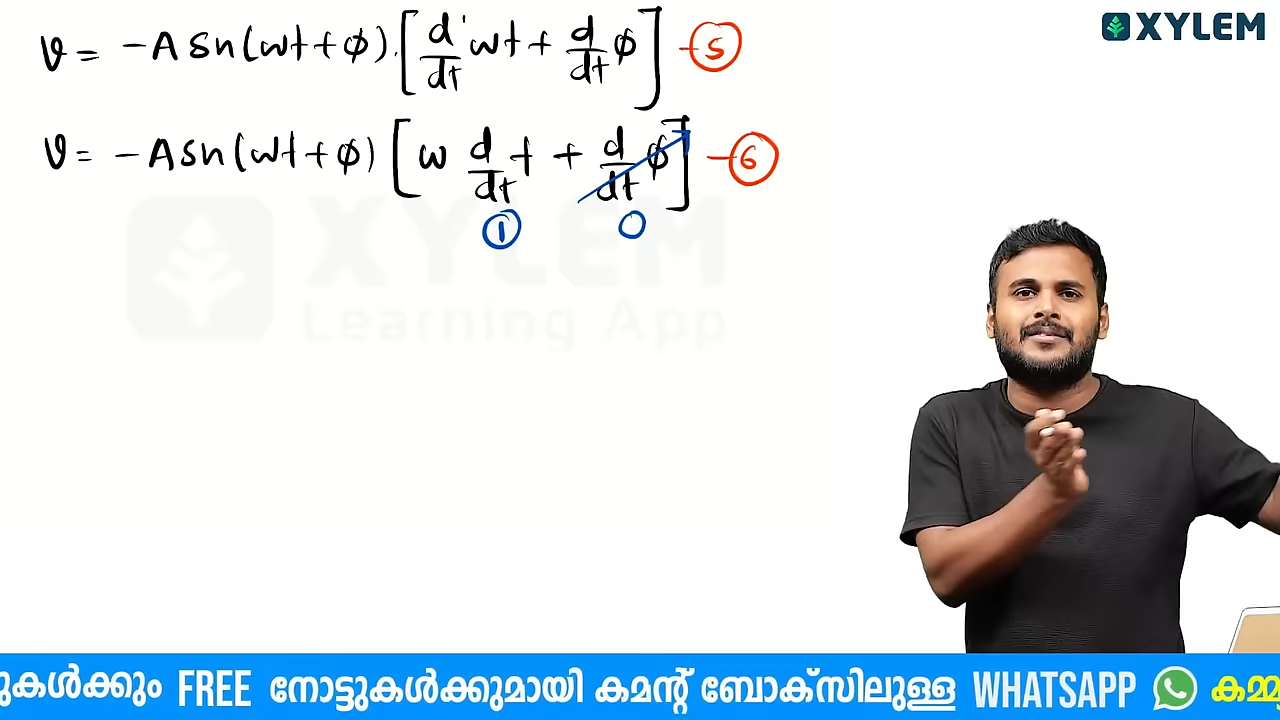 XYLEM
v = -A sn(ωt + φ). [d/dt ωt + d/dt φ] -⑤
v = -A sn(ωt + φ) [ω d/dt t + d/dt φ] -⑥
① 0
XYLEM
Learning App
ുകൾക്കും FREE നോട്ടുകൾക്കുമായി കമന്റ് ബോക്സിലുള്ള WHATSAPP